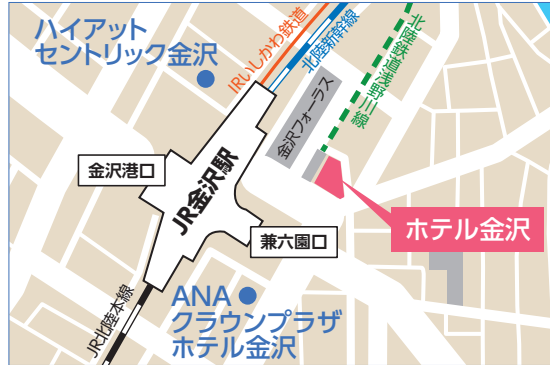 ハイアット
セントリック金沢
IRいしかわ鉄道
北陸新幹線
北陸鉄道浅野川線
金沢フォーラス
金沢港口
JR金沢駅
ホテル金沢
兼六園口
JR北陸本線
ANA
クラウンプラザ
ホテル金沢